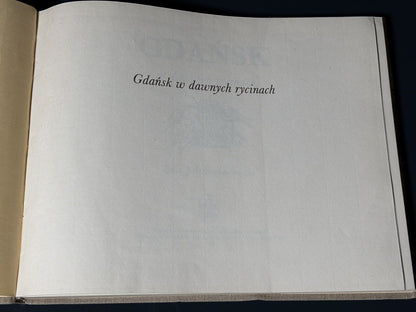 Gdańsk w dawnych rycinach